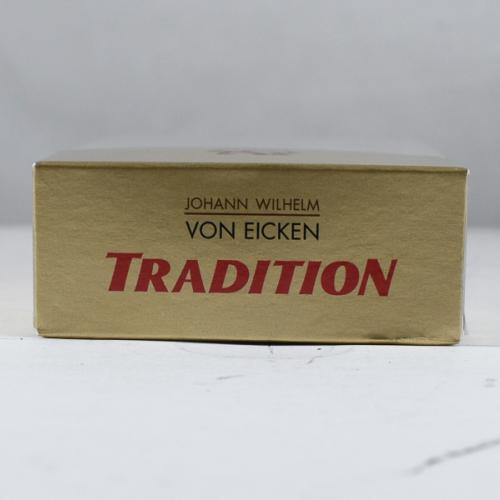 JOHANN WILHELM
VON EICKEN
TRADITION